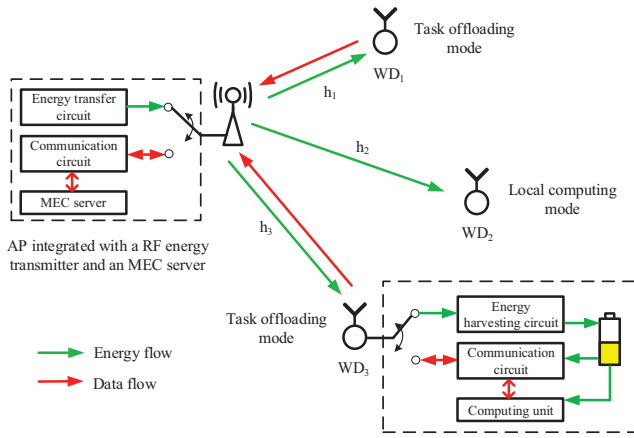 Task offloading
mode
WD1
h1
Energy transfer
circuit
Communication
circuit
MEC server
h2
Local computing
mode
WD2
AP integrated with a RF energy
transmitter and an MEC server
h3
Task offloading
mode
WD3
Energy
harvesting circuit
Communication
circuit
Computing unit
Energy flow
Data flow